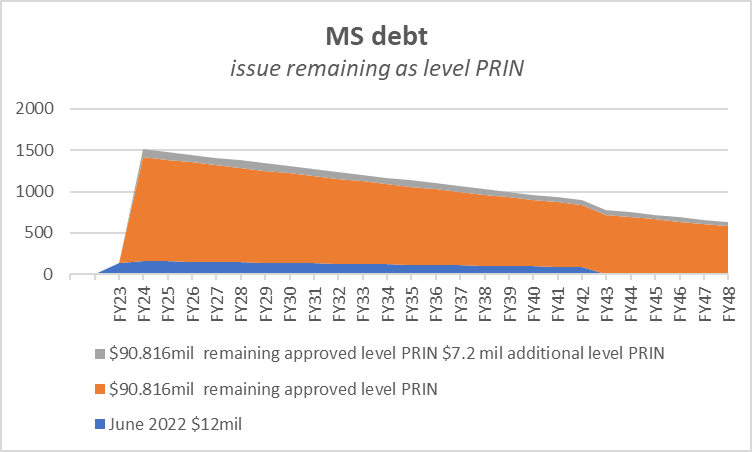 MS debt
issue remaining as level PRIN
2000
1500
1000
500
0
FY23
FY24
FY25
FY26
FY27
FY28
FY29
FY30
FY31
FY32
FY33
FY34
FY35
FY36
FY37
FY38
FY39
FY40
FY41
FY42
FY43
FY44
FY45
FY46
FY47
FY48
$90.816mil  remaining approved level PRIN $7.2 mil additional level PRIN
$90.816mil  remaining approved level PRIN
June 2022 $12mil